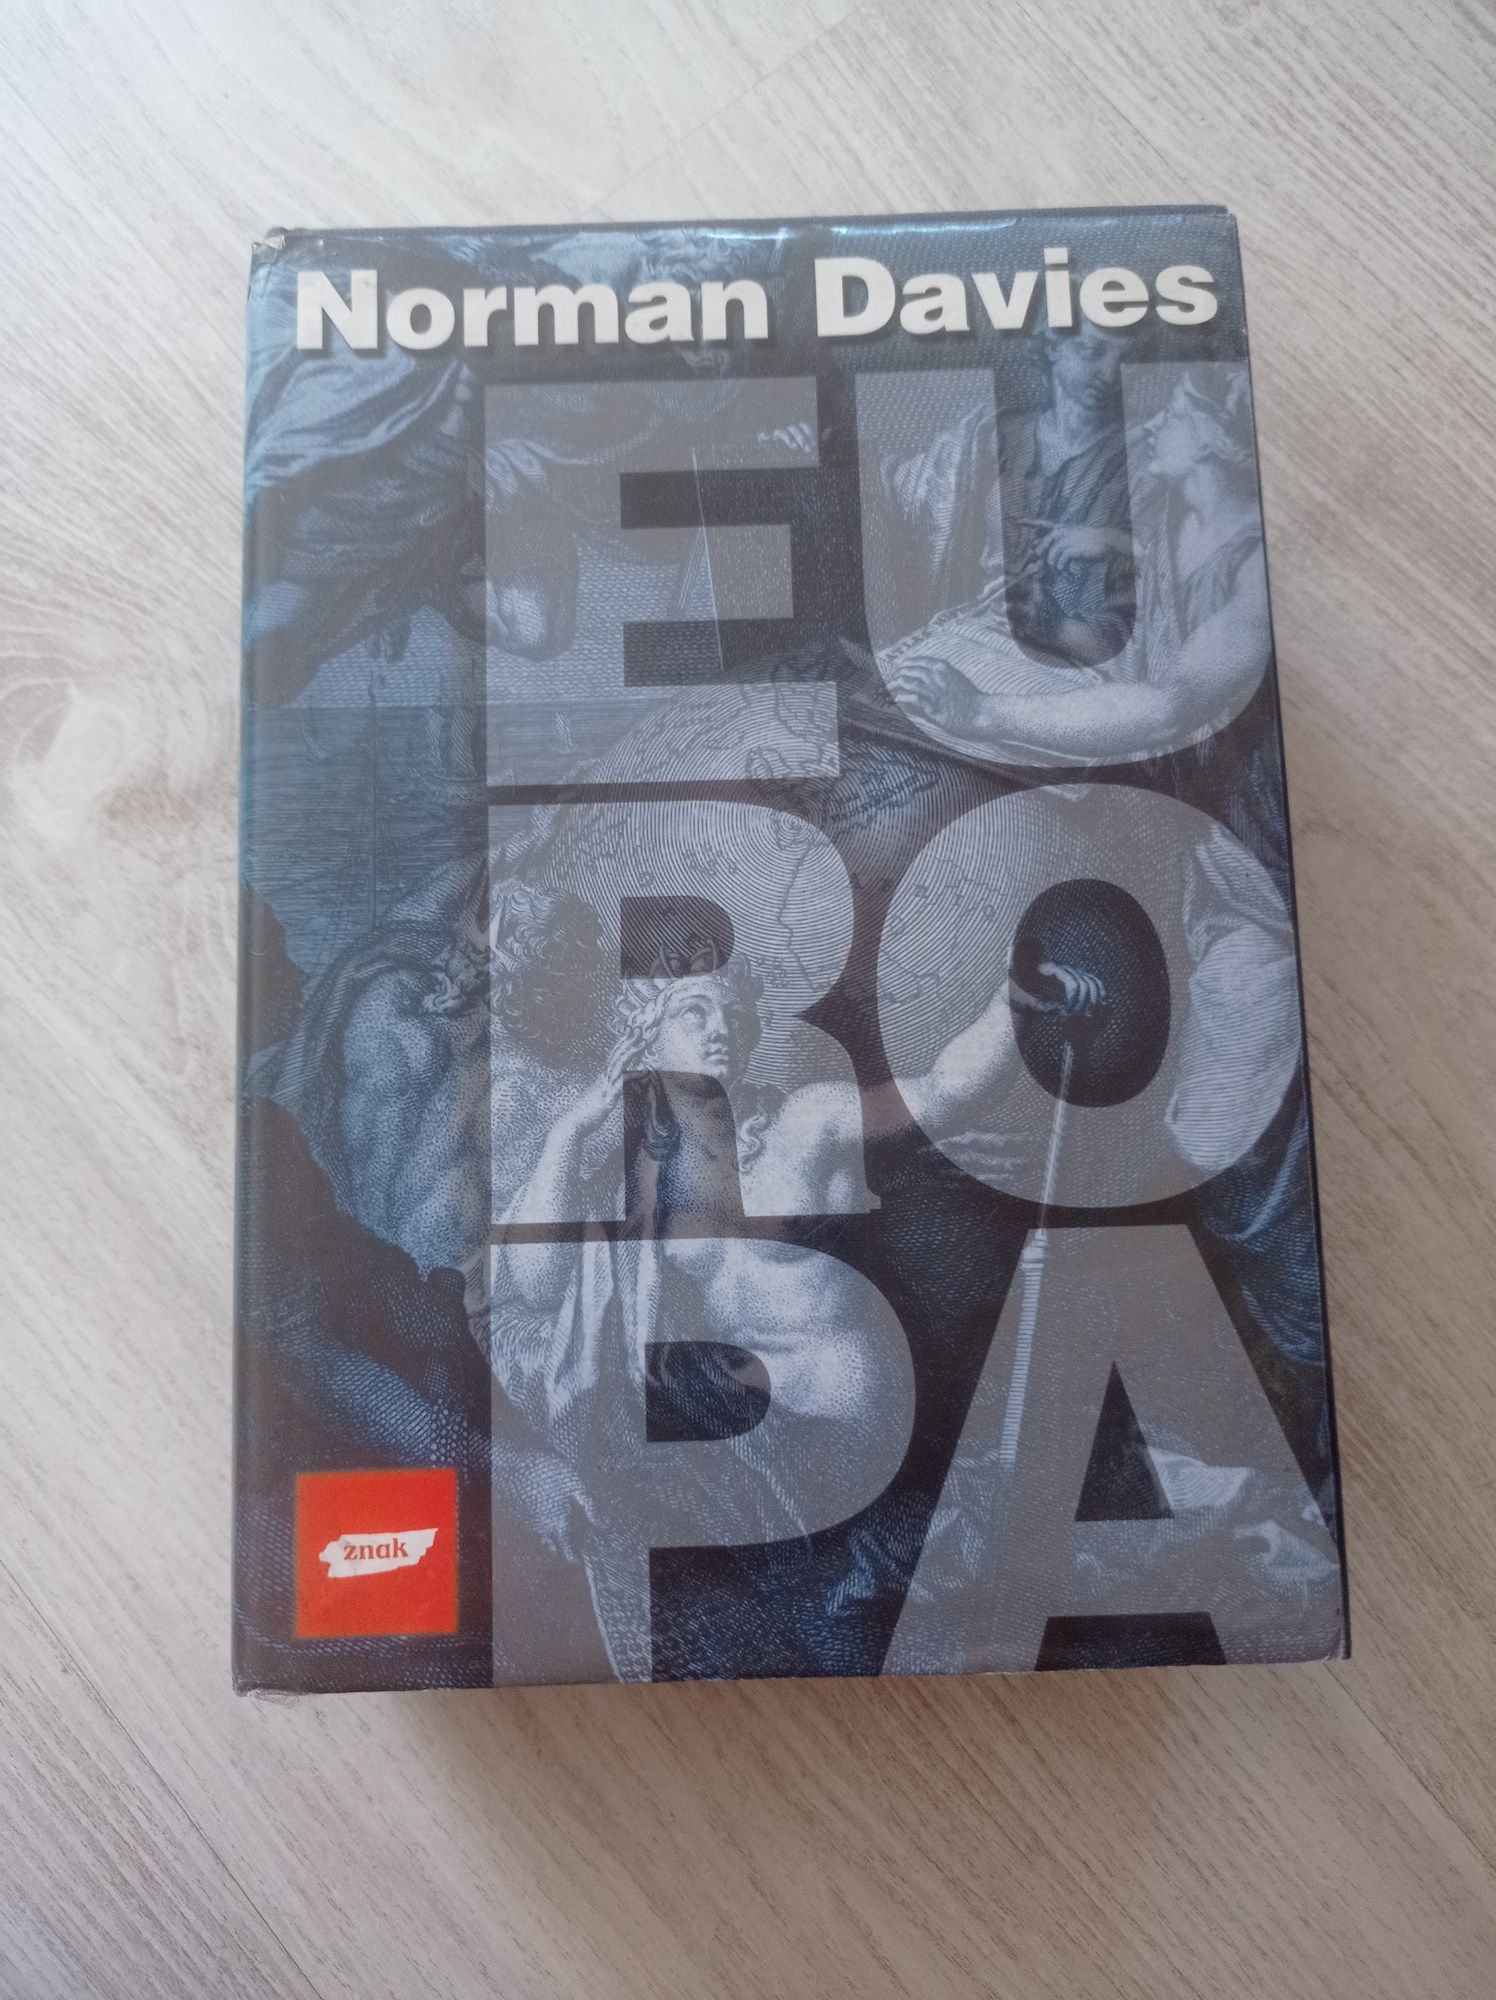 Norman Davies
EU
RO
PA
znak